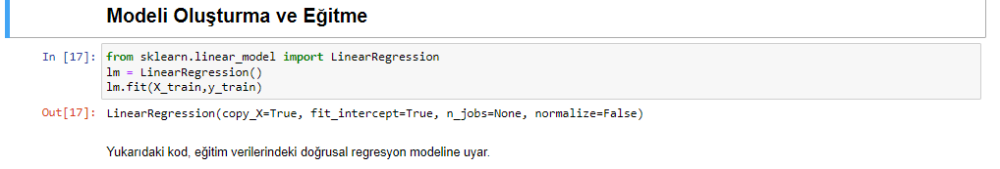 Modeli Oluşturma ve Eğitme
In [17]: from sklearn.linear_model import LinearRegression
lm = LinearRegression()
lm.fit(X_train,y_train)
Out[17]: LinearRegression(copy_X=True, fit_intercept=True, n_jobs=None, normalize=False)
Yukarıdaki kod, eğitim verilerindeki doğrusal regresyon modeline uyar.